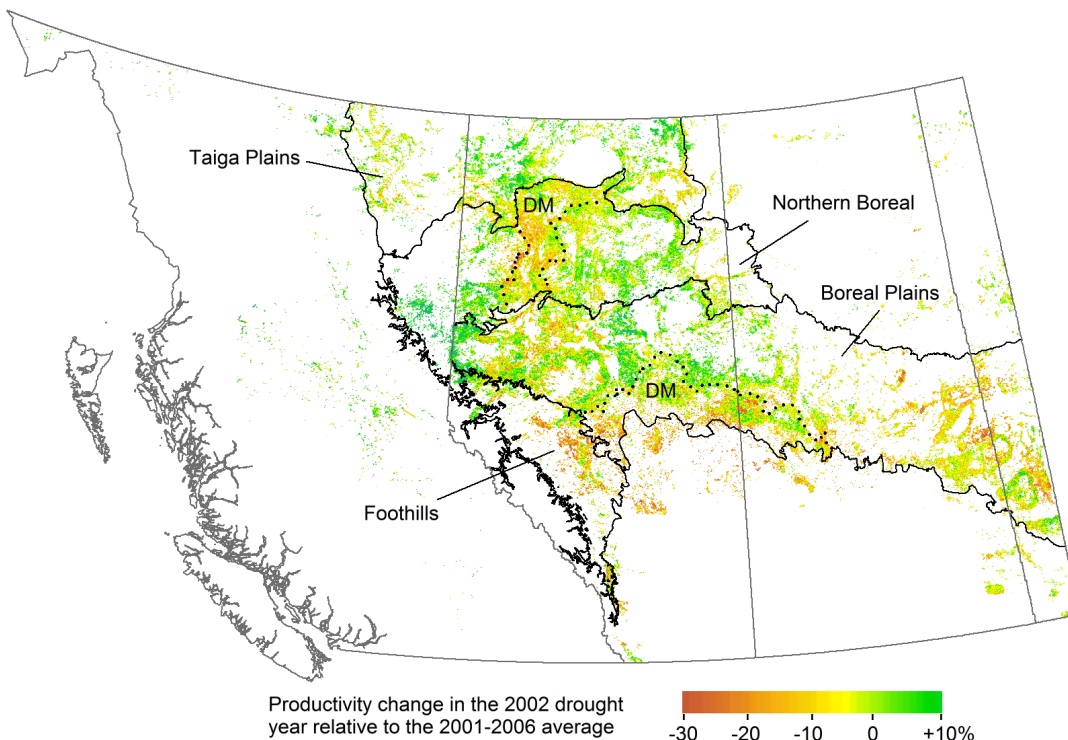 Taiga Plains
DM
Northern Boreal
Boreal Plains
DM
Foothills
Productivity change in the 2002 drought
year relative to the 2001-2006 average
-30 -20 -10 0 +10%